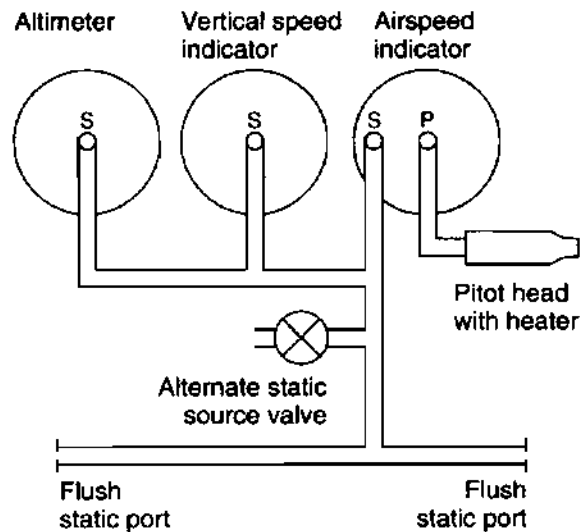 Altimeter
Vertical speed
indicator
Airspeed
indicator
S
S
S
P
Pitot head
with heater
Alternate static
source valve
Flush
static port
Flush
static port